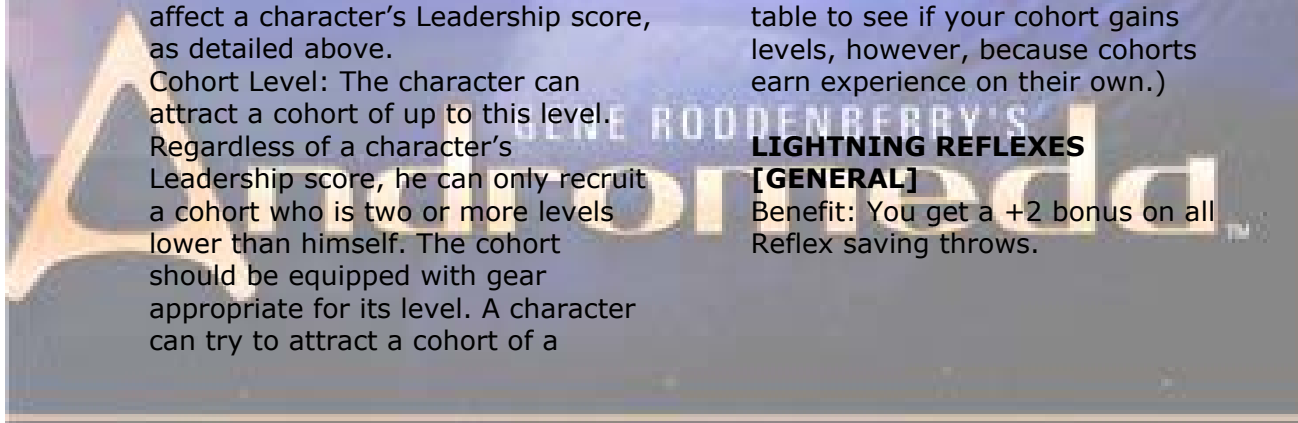 affect a character’s Leadership score,
as detailed above.
Cohort Level: The character can
attract a cohort of up to this level.
Regardless of a character’s
Leadership score, he can only recruit
a cohort who is two or more levels
lower than himself. The cohort
should be equipped with gear
appropriate for its level. A character
can try to attract a cohort of a
table to see if your cohort gains
levels, however, because cohorts
earn experience on their own.)
LIGHTNING REFLEXES
[GENERAL]
Benefit: You get a +2 bonus on all
Reflex saving throws.
GENE RODDENBERRY'S
Andromeda™